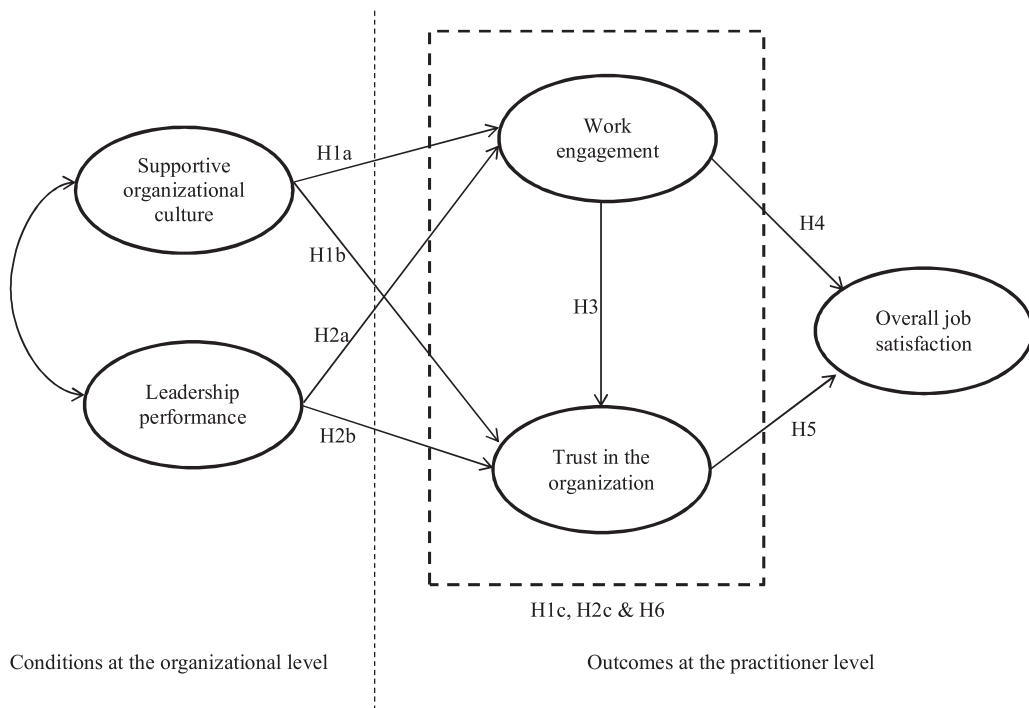 Supportive
organizational
culture
Leadership
performance
H1a
H1b
H2a
H2b
Work
engagement
H3
Trust in the
organization
H4
H5
Overall job
satisfaction
H1c, H2c & H6
Conditions at the organizational level
Outcomes at the practitioner level